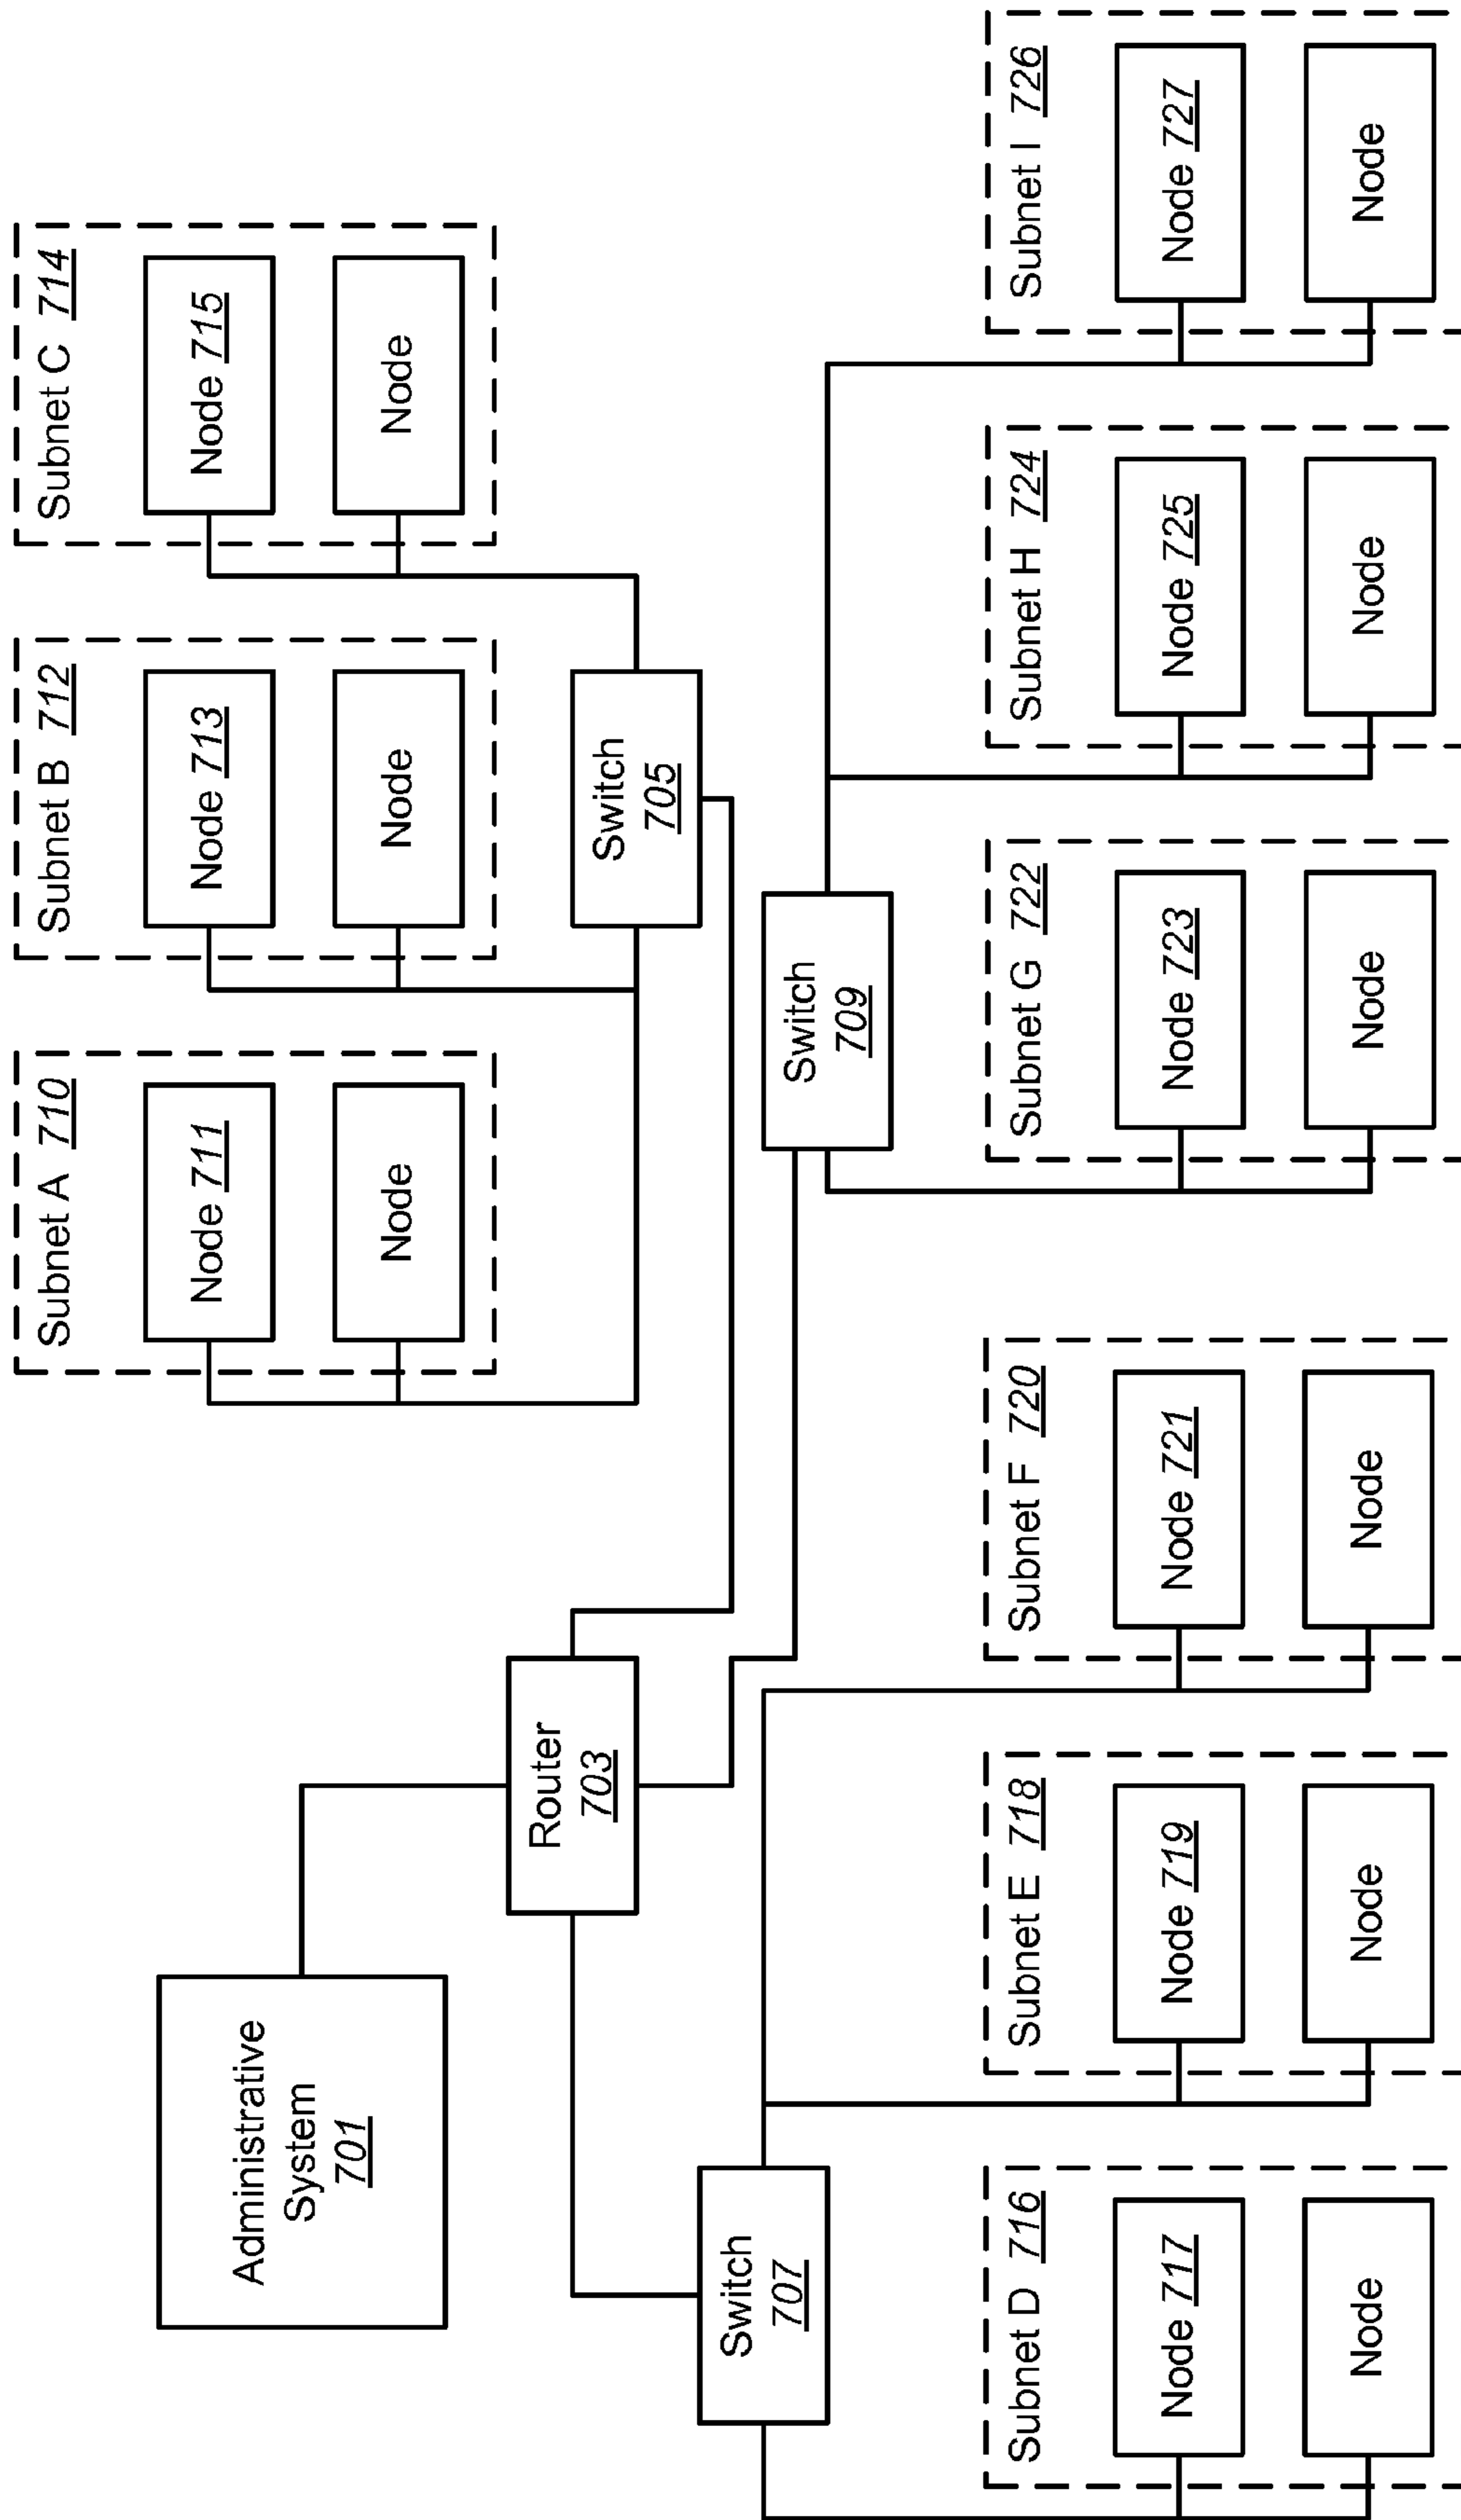 Subnet A 710
Node 711
Node
Subnet B 712
Node 713
Node
Subnet C 714
Node 715
Node
Administrative
System
701
Router
703
Switch
705
Switch
707
Switch
709
Subnet D 716
Node 717
Node
Subnet E 718
Node 719
Node
Subnet F 720
Node 721
Node
Subnet G 722
Node 723
Node
Subnet H 724
Node 725
Node
Subnet I 726
Node 727
Node